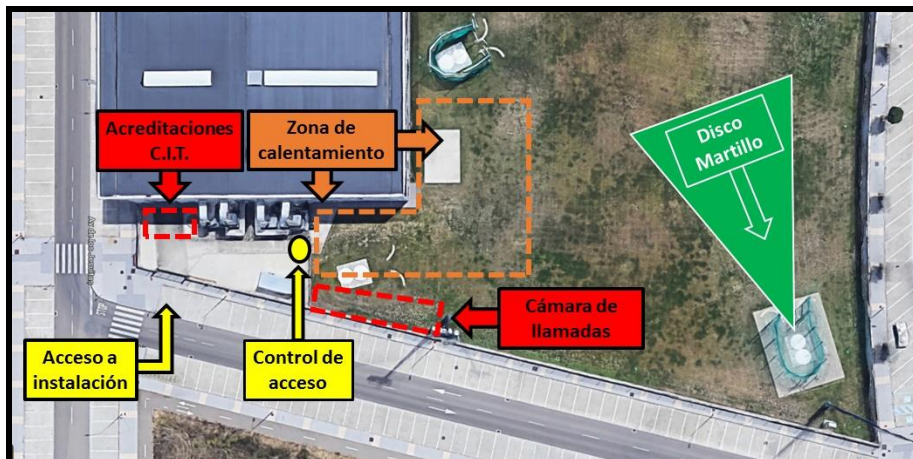 Acreditaciones
C.I.T.
Zona de
calentamiento
Disco
Martillo
Cámara de
llamadas
Acceso a
instalación
Control de
acceso